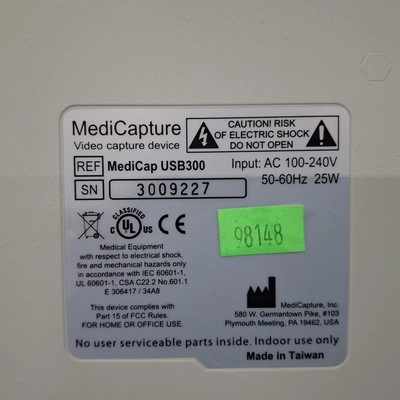 MediCapture
Video capture device
CAUTION! RISK
OF ELECTRIC SHOCK
DO NOT OPEN
REF MediCap USB300
Input: AC 100-240V
SN 3009227
50-60Hz 25W
CLASSIFIED
C UL US
98148
Medical Equipment
with respect to electrical shock,
fire and mechanical hazards only
in accordance with IEC 60601-1,
UL 60601-1, CSA C22.2 No.601.1
E 306417 / 34A8
This device complies with
Part 15 of FCC Rules.
FOR HOME OR OFFICE USE.
MediCapture, Inc.
580 W. Germantown Pike, #103
Plymouth Meeting, PA 19462, USA
No user serviceable parts inside. Indoor use only
Made in Taiwan